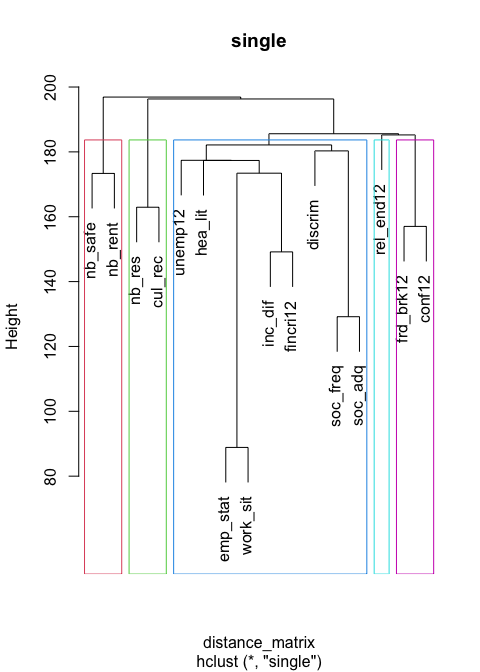 single
Height
200
180
160
140
120
100
80
nb_safe
nb_rent
nb_res
cul_rec
unemp12
hea_lit
emp_stat
work_sit
inc_dif
fincri12
discrim
soc_freq
soc_adq
rel_end12
frd_brk12
conf12
distance_matrix
hclust (*, "single")